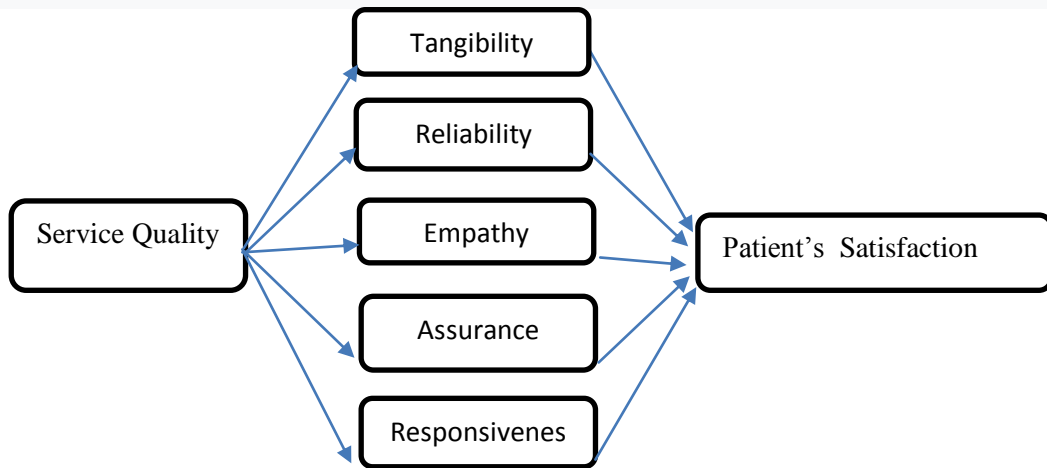 Tangibility
Reliability
Service Quality
Empathy
Patient’s Satisfaction
Assurance
Responsivenes